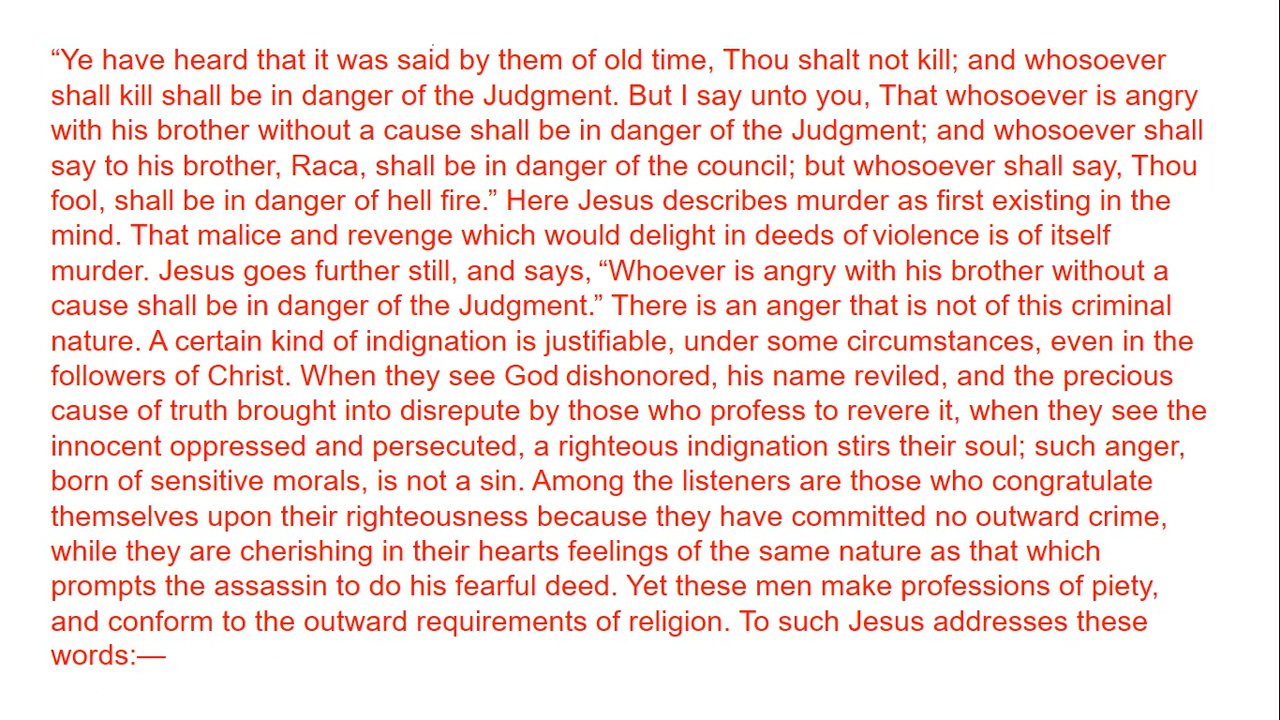 “Ye have heard that it was said by them of old time, Thou shalt not kill; and whosoever
shall kill shall be in danger of the Judgment. But I say unto you, That whosoever is angry
with his brother without a cause shall be in danger of the Judgment; and whosoever shall
say to his brother, Raca, shall be in danger of the council; but whosoever shall say, Thou
fool, shall be in danger of hell fire.” Here Jesus describes murder as first existing in the
mind. That malice and revenge which would delight in deeds of violence is of itself
murder. Jesus goes further still, and says, “Whoever is angry with his brother without a
cause shall be in danger of the Judgment.” There is an anger that is not of this criminal
nature. A certain kind of indignation is justifiable, under some circumstances, even in the
followers of Christ. When they see God dishonored, his name reviled, and the precious
cause of truth brought into disrepute by those who profess to revere it, when they see the
innocent oppressed and persecuted, a righteous indignation stirs their soul; such anger,
born of sensitive morals, is not a sin. Among the listeners are those who congratulate
themselves upon their righteousness because they have committed no outward crime,
while they are cherishing in their hearts feelings of the same nature as that which
prompts the assassin to do his fearful deed. Yet these men make professions of piety,
and conform to the outward requirements of religion. To such Jesus addresses these
words:—